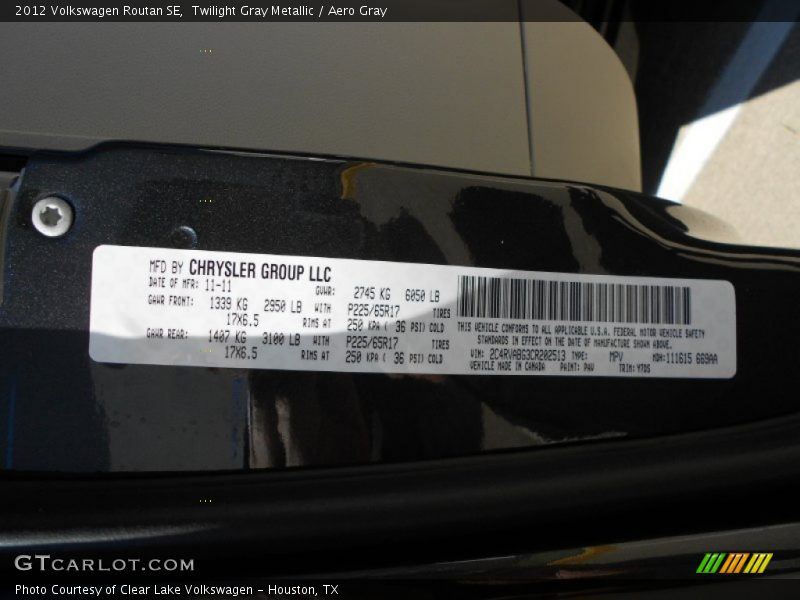 2012 Volkswagen Routan SE, Twilight Gray Metallic / Aero Gray
MFD BY CHRYSLER GROUP LLC
DATE OF MFR: 11-11 GVWR: 2745 KG 6050 LB
GAWR FRONT: 1339 KG 2950 LB WITH P225/65R17 TIRES
17X6.5 RIMS AT 250 KPA ( 36 PSI) COLD
GAWR REAR: 1407 KG 3100 LB WITH P225/65R17 TIRES
17X6.5 RIMS AT 250 KPA ( 36 PSI) COLD
THIS VEHICLE CONFORMS TO ALL APPLICABLE U.S.A. FEDERAL MOTOR VEHICLE SAFETY
STANDARDS IN EFFECT ON THE DATE OF MANUFACTURE SHOWN ABOVE.
VIN: 2C4RVABG3CR202513 TYPE: MPV MDH: 111615 669AA
VEHICLE MADE IN CANADA PAINT: PAV TRIM: YTDS
GTCARLOT.COM
Photo Courtesy of Clear Lake Volkswagen - Houston, TX